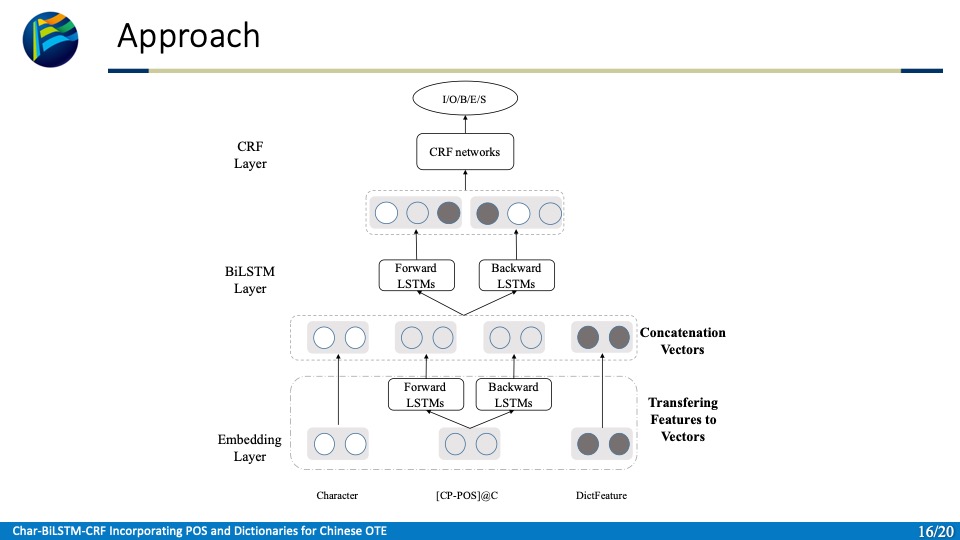 Approach
I/O/B/E/S
CRF
Layer
CRF networks
BiLSTM
Layer
Forward
LSTMs
Backward
LSTMs
Concatenation
Vectors
Forward
LSTMs
Backward
LSTMs
Transfering
Features to
Vectors
Embedding
Layer
Character
[CP-POS]@C
DictFeature
Char-BiLSTM-CRF Incorporating POS and Dictionaries for Chinese OTE
16/20